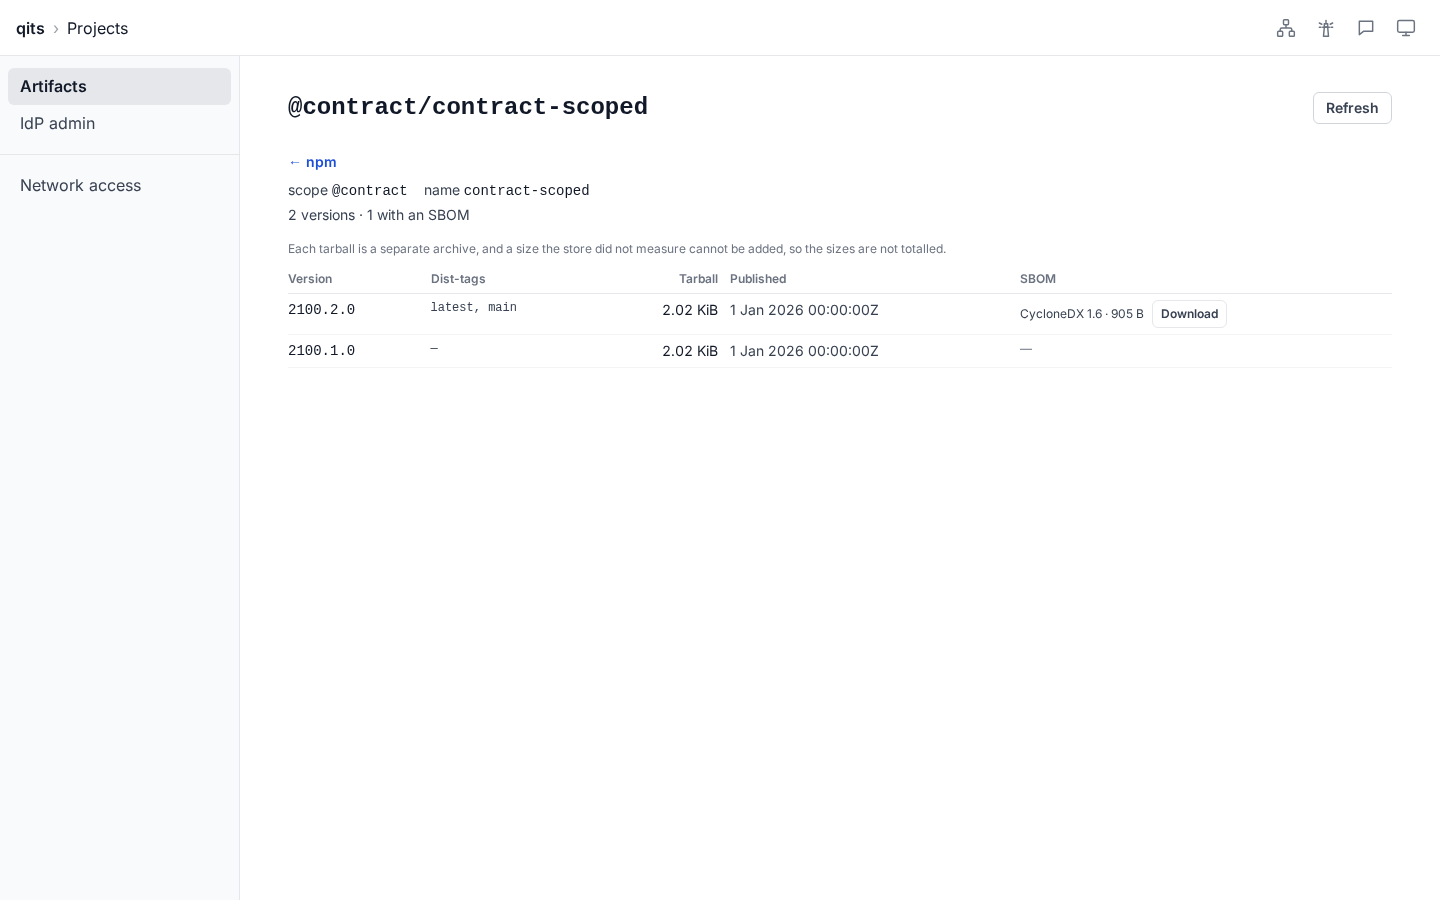 qits › Projects
Artifacts
IdP admin
Network access
@contract/contract-scoped
Refresh
← npm
scope @contract name contract-scoped
2 versions · 1 with an SBOM
Each tarball is a separate archive, and a size the store did not measure cannot be added, so the sizes are not totalled.
Version Dist-tags Tarball Published SBOM
2100.2.0 latest, main 2.02 KiB 1 Jan 2026 00:00:00Z CycloneDX 1.6 · 905 B Download
2100.1.0 — 2.02 KiB 1 Jan 2026 00:00:00Z —